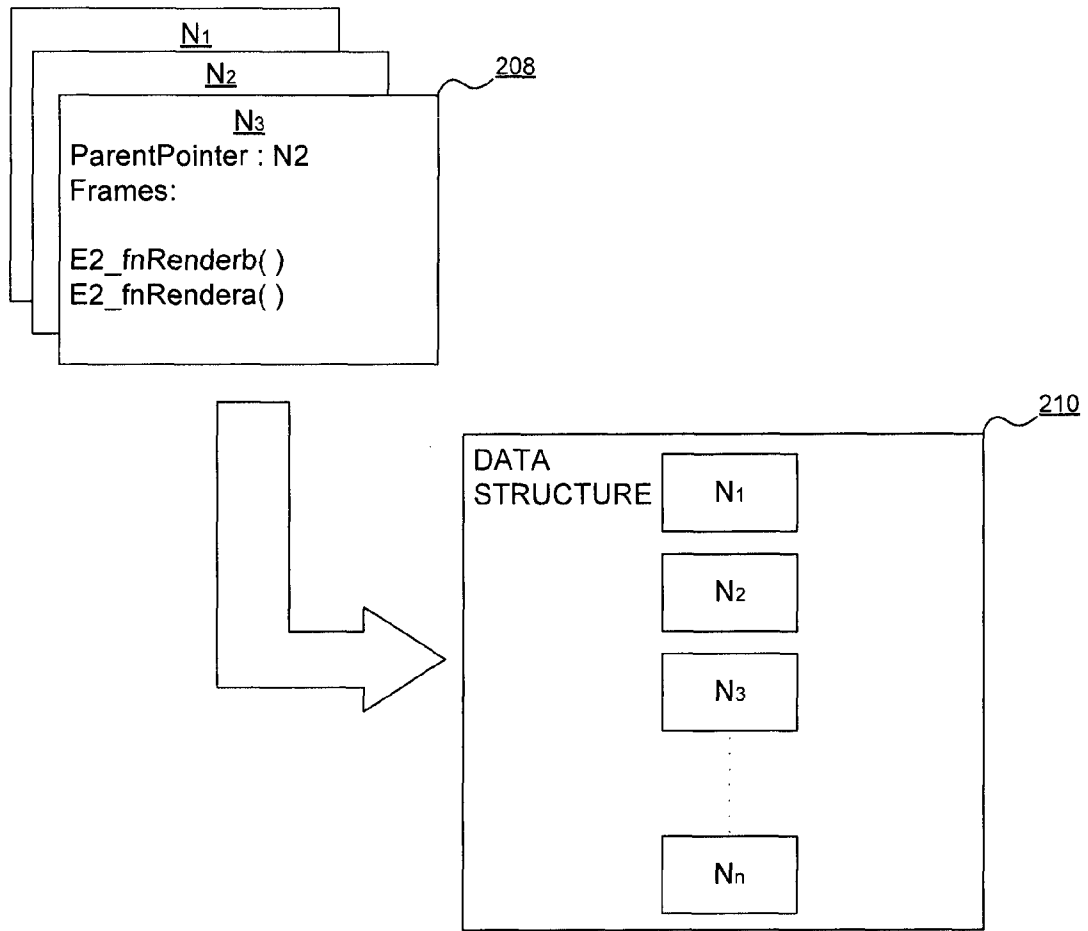 N1
N2
208
N3
ParentPointer : N2
Frames:
E2_fnRenderb( )
E2_fnRendera( )
210
DATA
STRUCTURE
N1
N2
N3
Nn